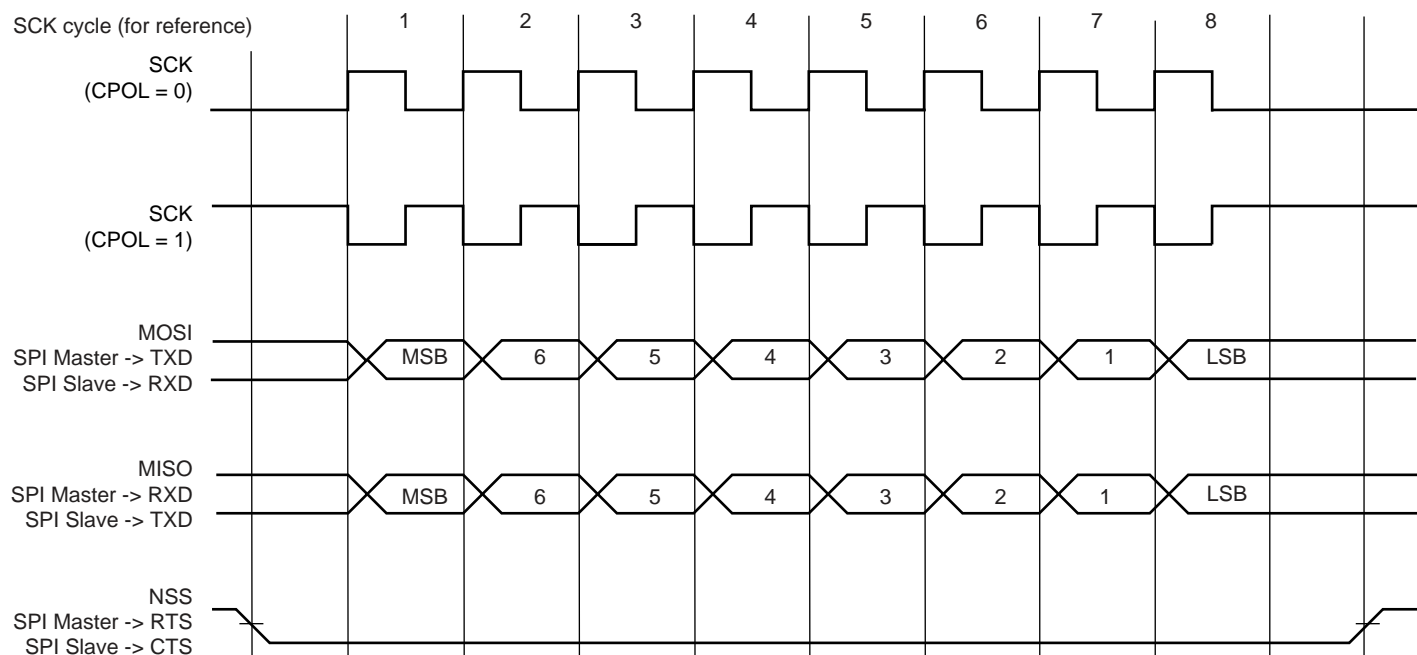 SCK cycle (for reference)
1 2 3 4 5 6 7 8
SCK
(CPOL = 0)
SCK
(CPOL = 1)
MOSI
SPI Master -> TXD
SPI Slave -> RXD
MSB 6 5 4 3 2 1 LSB
MISO
SPI Master -> RXD
SPI Slave -> TXD
MSB 6 5 4 3 2 1 LSB
NSS
SPI Master -> RTS
SPI Slave -> CTS